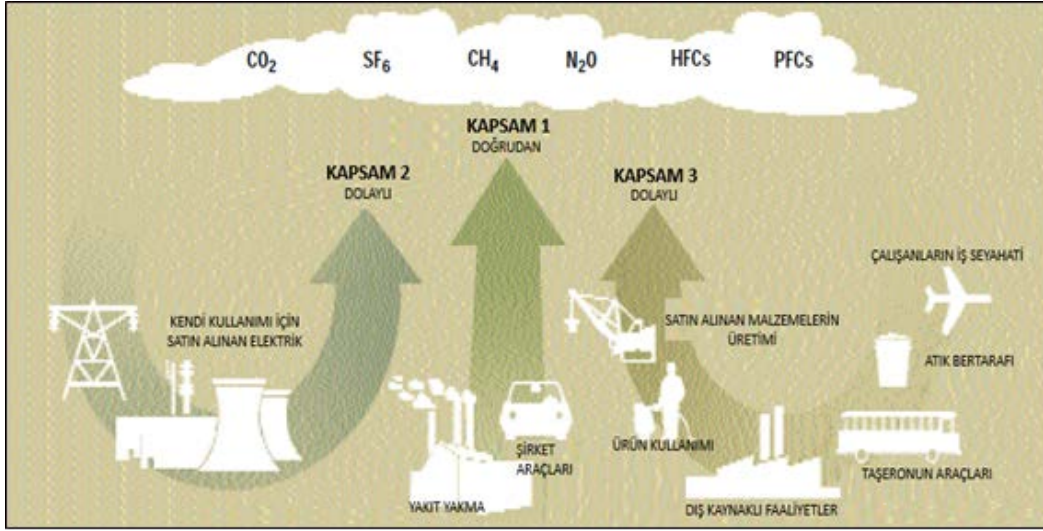 CO₂ SF₆ CH₄ N₂O HFCs PFCs
KAPSAM 1
DOĞRUDAN
KAPSAM 2
DOLAYLI
KAPSAM 3
DOLAYLI
ÇALIŞANLARIN İŞ SEYAHATİ
KENDİ KULLANIMI İÇİN
SATIN ALINAN ELEKTRİK
SATIN ALINAN MALZEMELERİN
ÜRETİMİ
ATIK BERTARAFI
ŞİRKET
ARAÇLARI
ÜRÜN KULLANIMI
TAŞERONUN ARAÇLARI
YAKIT YAKMA
DIŞ KAYNAKLI FAALİYETLER